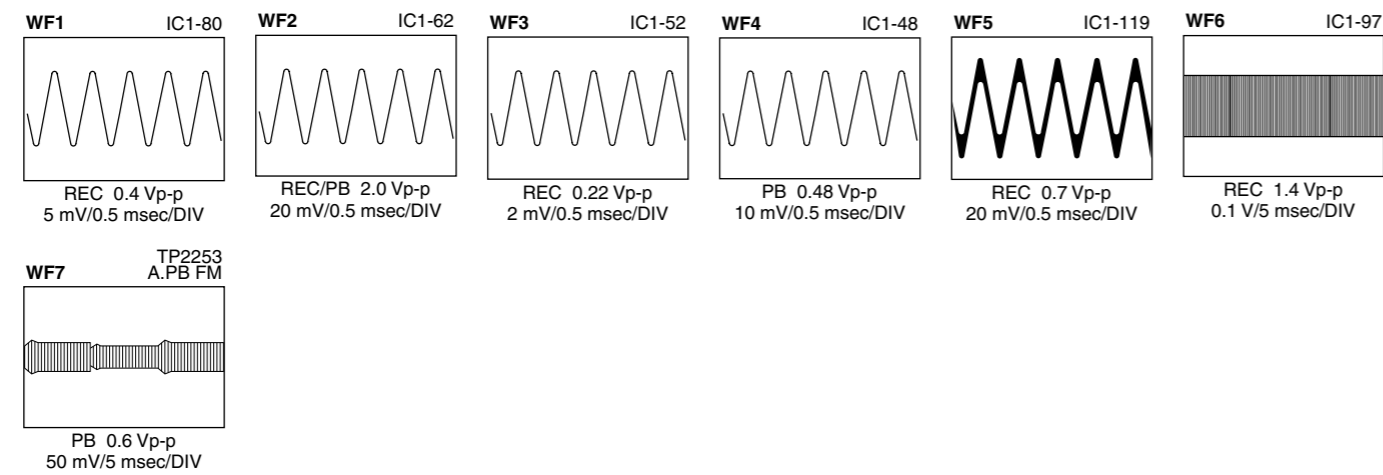 WF1 IC1-80
REC 0.4 Vp-p
5 mV/0.5 msec/DIV
WF2 IC1-62
REC/PB 2.0 Vp-p
20 mV/0.5 msec/DIV
WF3 IC1-52
REC 0.22 Vp-p
2 mV/0.5 msec/DIV
WF4 IC1-48
PB 0.48 Vp-p
10 mV/0.5 msec/DIV
WF5 IC1-119
REC 0.7 Vp-p
20 mV/0.5 msec/DIV
WF6 IC1-97
REC 1.4 Vp-p
0.1 V/5 msec/DIV
TP2253
WF7 A.PB FM
PB 0.6 Vp-p
50 mV/5 msec/DIV